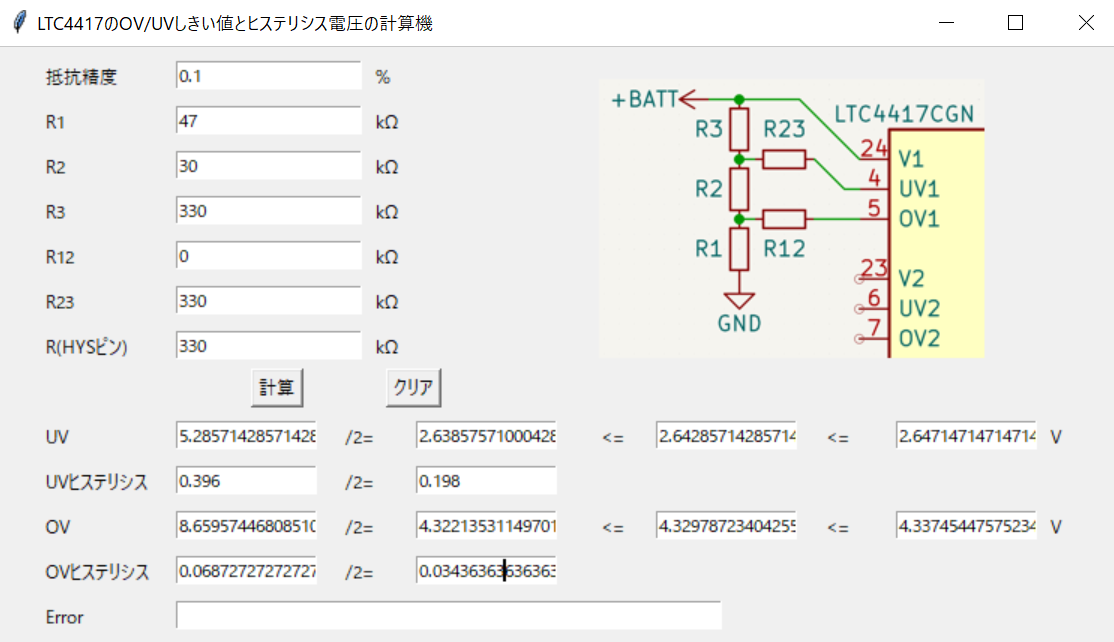 LTC4417のOV/UVしきい値とヒステリシス電圧の計算機
抵抗精度 0.1 %
R1 47 kΩ
R2 30 kΩ
R3 330 kΩ
R12 0 kΩ
R23 330 kΩ
R(HYSピン) 330 kΩ
計算 クリア
+BATT
LTC4417CGN
R3 R23
24 V1
R2
4 UV1
5 OV1
R1 R12
23 V2
6 UV2
GND
7 OV2
UV 5.28571428571428 /2= 2.63857571000428 <= 2.64285714285714 <= 2.64714714714714 V
UVヒステリシス 0.396 /2= 0.198
OV 8.65957446808510 /2= 4.32213531149701 <= 4.32978723404255 <= 4.33745447575234 V
OVヒステリシス 0.06872727272727 /2= 0.03436363636363
Error